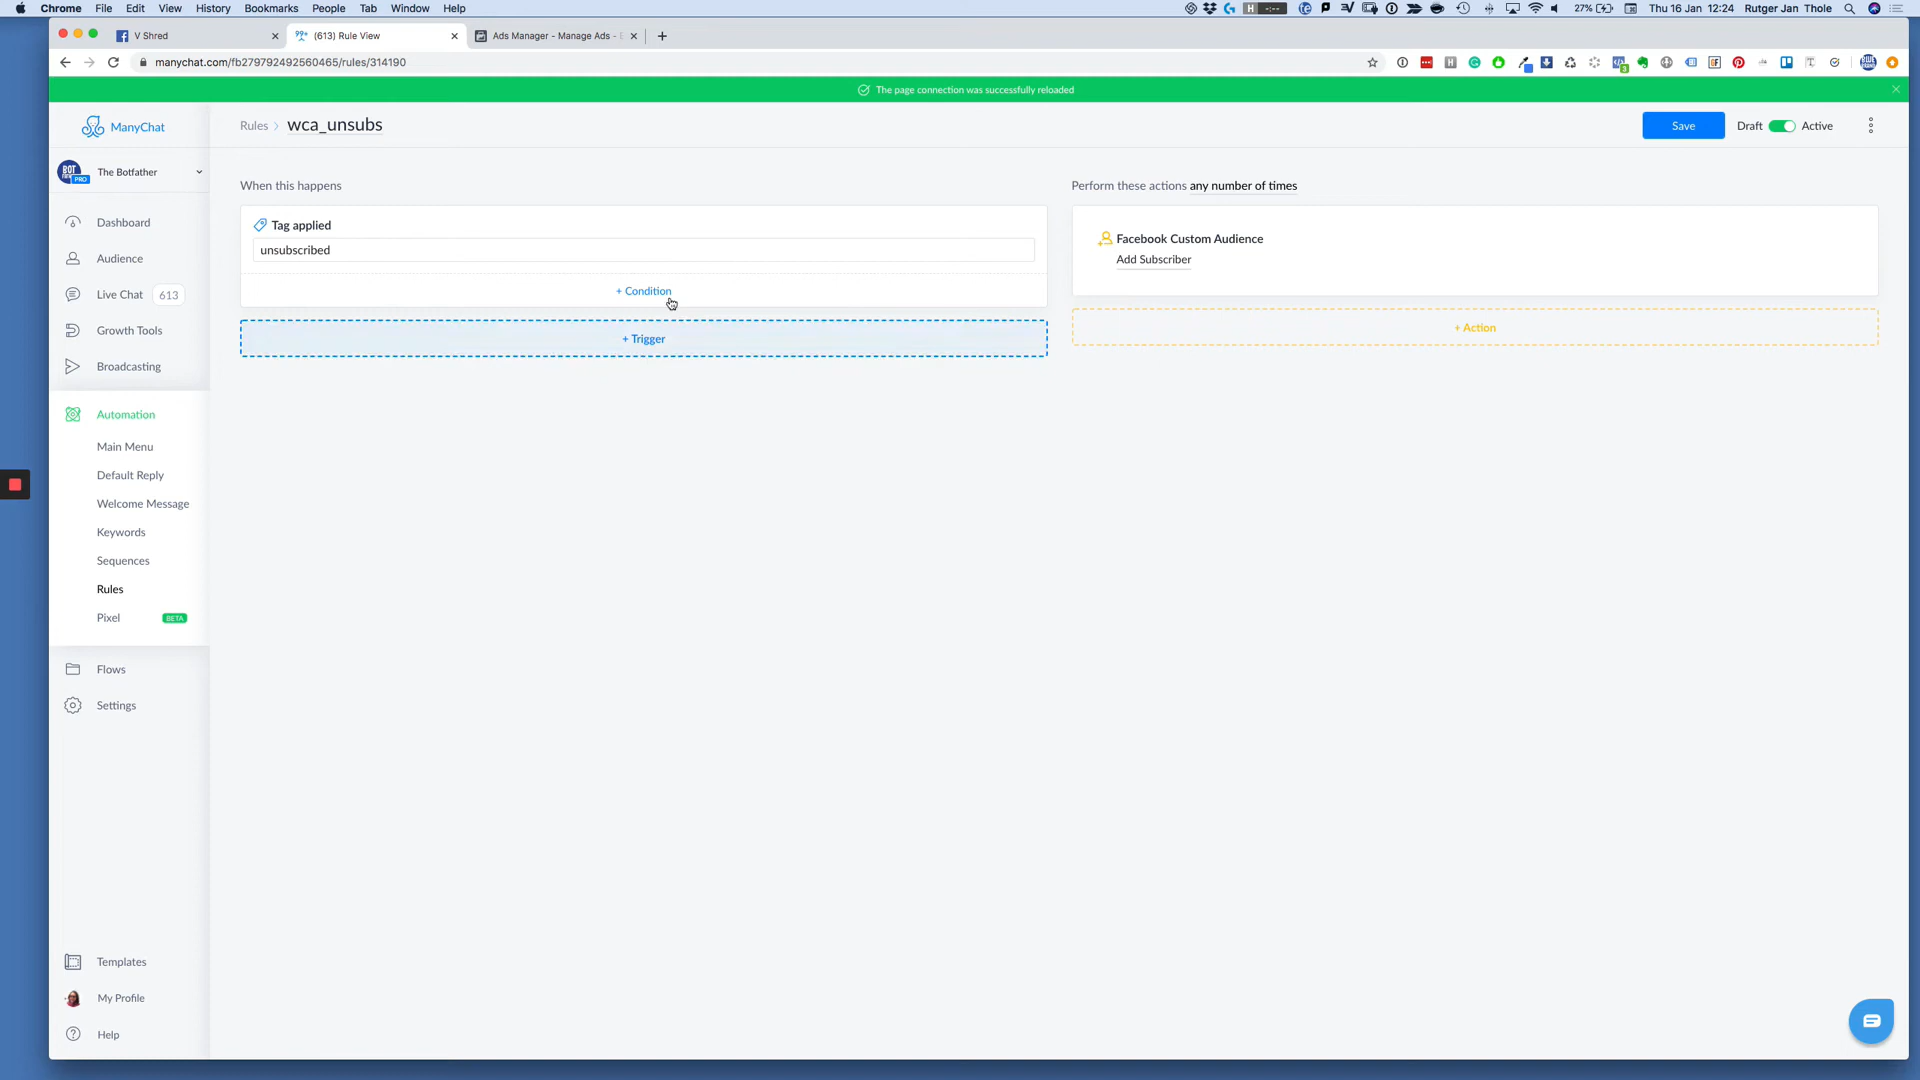 Chrome File Edit View History Bookmarks People Tab Window Help
27% Thu 16 Jan 12:24 Rutger Jan Thole
V Shred
99+ (613) Rule View
Ads Manager - Manage Ads -
manychat.com/fb279792492560465/rules/314190
The page connection was successfully reloaded
ManyChat
Rules wca_unsubs
Save Draft Active
PRO The Botfather
When this happens
Perform these actions any number of times
Tag applied
unsubscribed
+ Condition
+ Trigger
Facebook Custom Audience
Add Subscriber
+ Action
Dashboard
Audience
Live Chat 613
Growth Tools
Broadcasting
Automation
Main Menu
Default Reply
Welcome Message
Keywords
Sequences
Rules
Pixel BETA
Flows
Settings
Templates
My Profile
Help